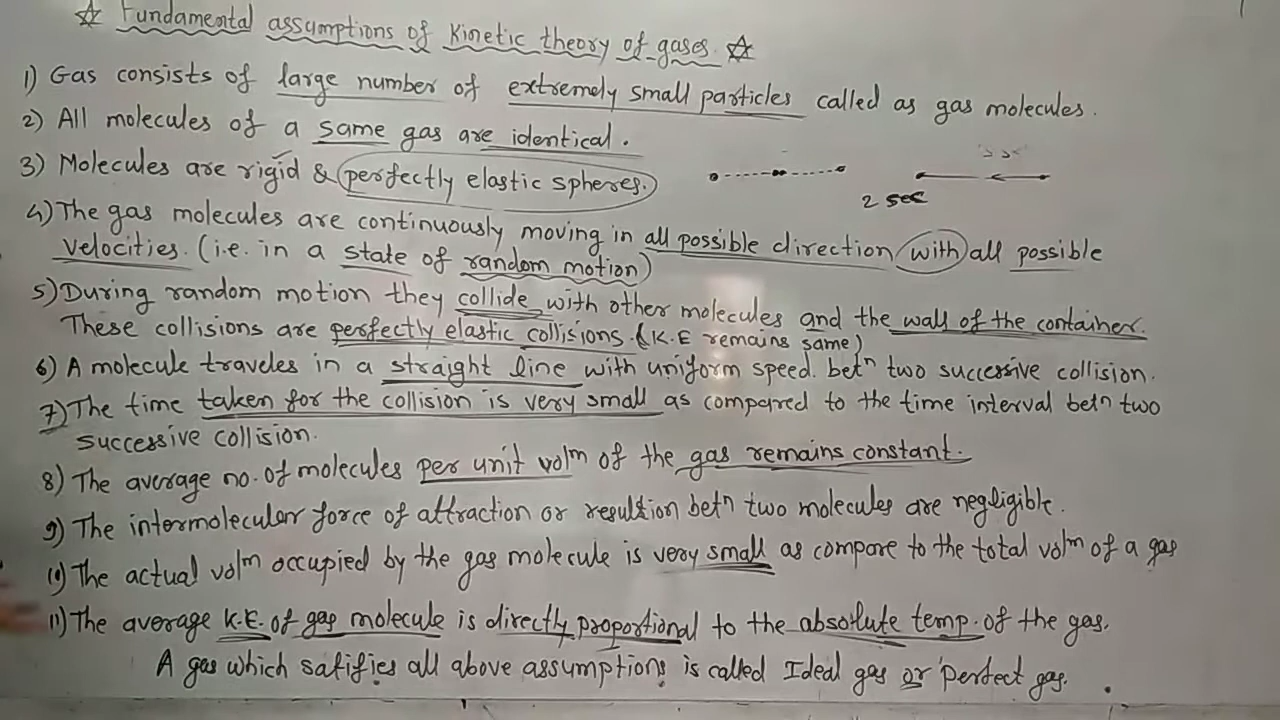 ☆ Fundamental assumptions of Kinetic theory of gases. ☆
1) Gas consists of large number of extremely small particles called as gas molecules.
2) All molecules of a same gas are identical.
3) Molecules are rigid & perfectly elastic spheres.
2 sec
4) The gas molecules are continuously moving in all possible direction with all possible
velocities. (i.e. in a state of random motion)
5) During random motion they collide with other molecules and the wall of the container.
These collisions are perfectly elastic collisions. (K.E remains same)
6) A molecule traveles in a straight line with uniform speed. betn two successive collision.
7) The time taken for the collision is very small as compared to the time interval betn two
successive collision.
8) The average no. of molecules per unit volm of the gas remains constant.
9) The intermolecular force of attraction or resultion betn two molecules are negligible.
10) The actual volm occupied by the gas molecule is very small as compare to the total volm of a gas
11) The average K.E. of gas molecule is directly proportional to the absolute temp. of the gas.
A gas which satifies all above assumptions is called Ideal gas or Perfect gas.